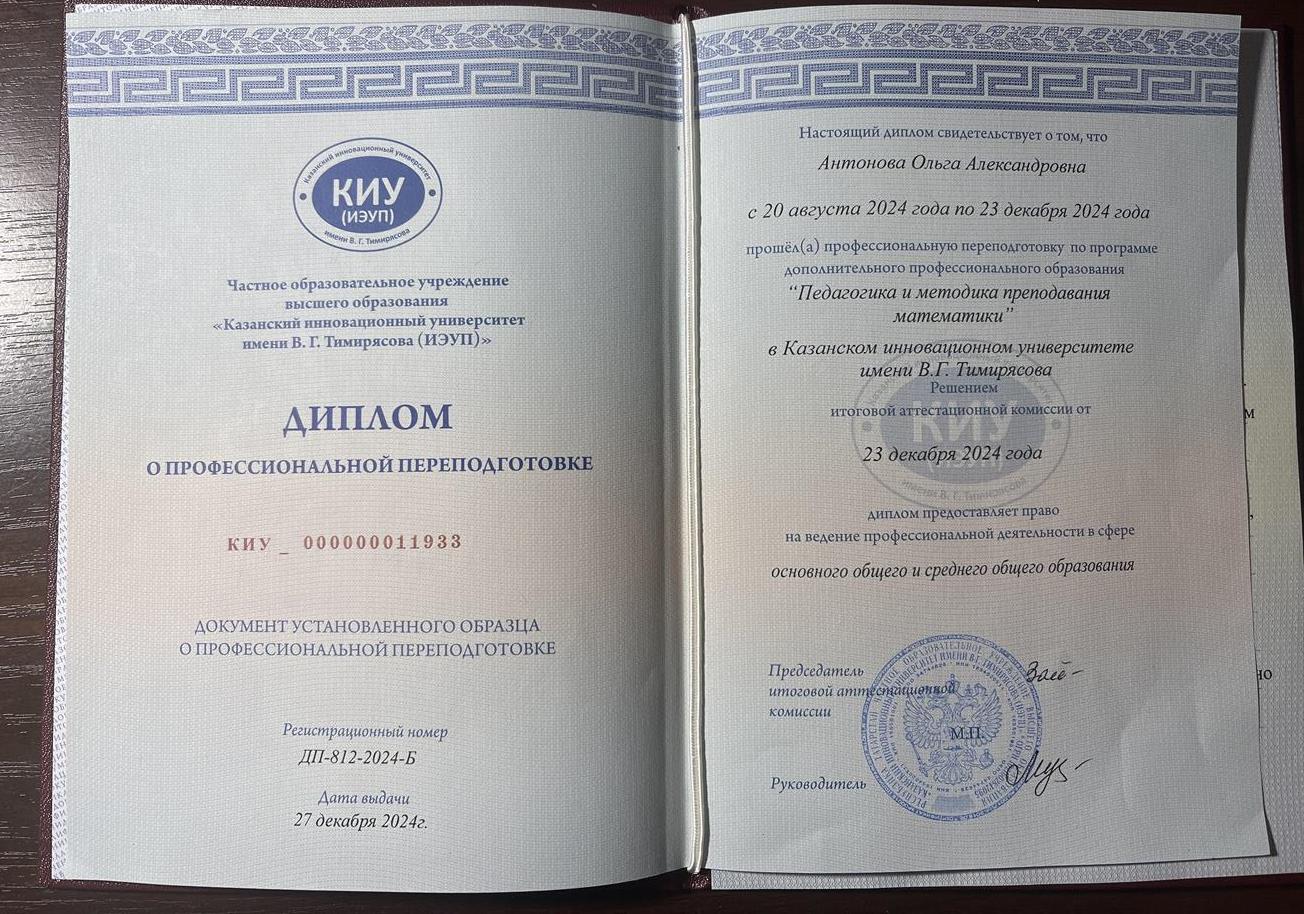 Казанский инновационный университет
КИУ
(ИЭУП)
имени В. Г. Тимирясова
Частное образовательное учреждение
высшего образования
«Казанский инновационный университет
имени В. Г. Тимирясова (ИЭУП)»
ДИПЛОМ
О ПРОФЕССИОНАЛЬНОЙ ПЕРЕПОДГОТОВКЕ
КИУ _ 000000011933
ДОКУМЕНТ УСТАНОВЛЕННОГО ОБРАЗЦА
О ПРОФЕССИОНАЛЬНОЙ ПЕРЕПОДГОТОВКЕ
Регистрационный номер
ДП-812-2024-Б
Дата выдачи
27 декабря 2024г.
Настоящий диплом свидетельствует о том, что
Антонова Ольга Александровна
с 20 августа 2024 года по 23 декабря 2024 года
прошёл(а) профессиональную переподготовку по программе
дополнительного профессионального образования
“Педагогика и методика преподавания
математики”
в Казанском инновационном университете
имени В.Г. Тимирясова
Решением
итоговой аттестационной комиссии от
КИУ
23 декабря 2024 года
(ИЭУП)
имени В. Г. Тимирясова
диплом предоставляет право
на ведение профессиональной деятельности в сфере
основного общего и среднего общего образования
Председатель
итоговой аттестационной
комиссии
М.П.
Руководитель